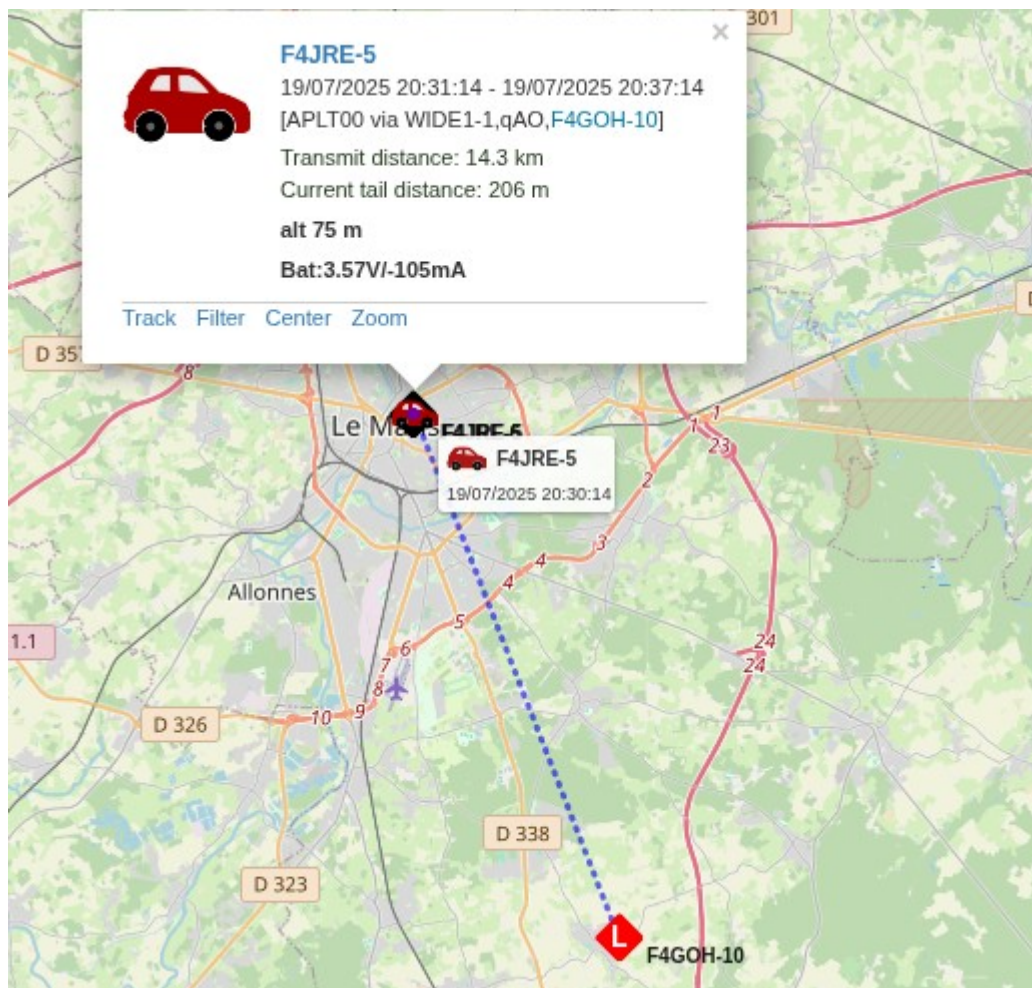 301
×
F4JRE-5
19/07/2025 20:31:14 - 19/07/2025 20:37:14
[APLT00 via WIDE1-1,qAO,F4GOH-10]
Transmit distance: 14.3 km
Current tail distance: 206 m
alt 75 m
Bat:3.57V/-105mA
Track Filter Center Zoom
8
1
1
23
F4JRE-5
19/07/2025 20:30:14
2
3
4
4
Allonnes
5
1.1
6
7
8
24
24
D 326
10
9
D 338
D 323
L
F4GOH-10